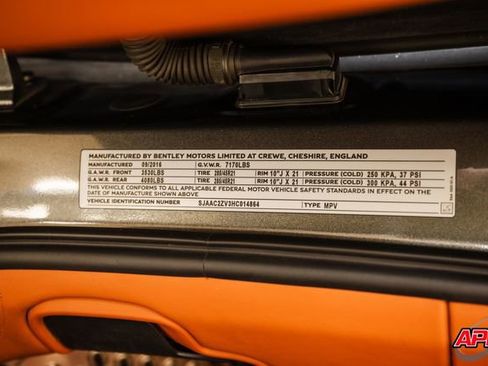 MANUFACTURED BY BENTLEY MOTORS LIMITED AT CREWE, CHESHIRE, ENGLAND
MANUFACTURED 09/2016 G.V.W.R. 7176LBS
G.A.W.R. FRONT 3530LBS TIRE 285/45R21 RIM 10"J X 21 PRESSURE (COLD) 250 KPA, 37 PSI
G.A.W.R. REAR 4080LBS TIRE 285/45R21 RIM 10"J X 21 PRESSURE (COLD) 300 KPA, 44 PSI
THIS VEHICLE CONFORMS TO ALL APPLICABLE FEDERAL MOTOR VEHICLE SAFETY STANDARDS IN EFFECT ON THE
DATE OF MANUFACTURE SHOWN ABOVE
VEHICLE IDENTIFICATION NUMBER SJAAC2ZV3HC014864 TYPE MPV